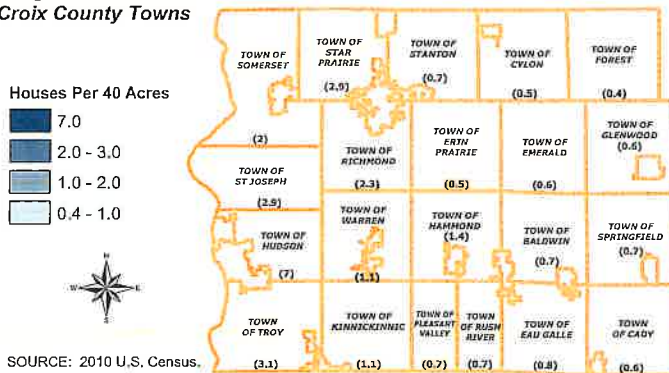 Croix County Towns
Houses Per 40 Acres
7.0
2.0 - 3.0
1.0 - 2.0
0.4 - 1.0
N
W
E
S
SOURCE: 2010 U.S. Census.
TOWN OF
SOMERSET
(2)
TOWN OF
STAR
PRAIRIE
(2.9)
TOWN OF
STANTON
(0.7)
TOWN OF
CYLON
(0.5)
TOWN OF
FOREST
(0.4)
TOWN OF
ST JOSEPH
(2.9)
TOWN OF
RICHMOND
(2.3)
TOWN OF
ERIN
PRAIRIE
(0.5)
TOWN OF
EMERALD
(0.6)
TOWN OF
GLENWOOD
(0.6)
TOWN OF
HUDSON
(7)
TOWN OF
WARREN
(1.1)
TOWN OF
HAMMOND
(1.4)
TOWN OF
BALDWIN
(0.7)
TOWN OF
SPRINGFIELD
(0.7)
TOWN
OF TROY
(3.1)
TOWN OF
KINNICKINNIC
(1.1)
TOWN OF
PLEASANT
VALLEY
(0.7)
TOWN
OF RUSH
RIVER
(0.7)
TOWN OF
EAU GALLE
(0.8)
TOWN
OF CADY
(0.6)